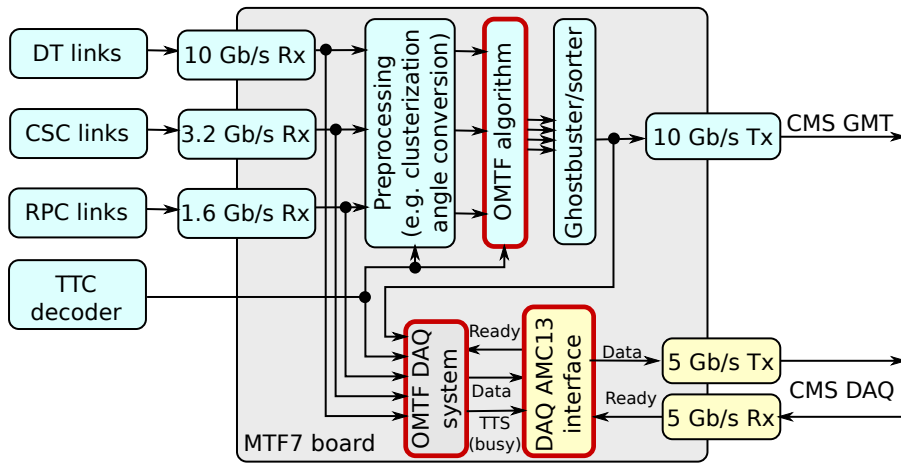 DT links
10 Gb/s Rx
CSC links
3.2 Gb/s Rx
RPC links
1.6 Gb/s Rx
TTC
decoder
Preprocessing
(e.g. clusterization
angle conversion)
OMTF algorithm
Ghostbuster/sorter
10 Gb/s Tx
CMS GMT
OMTF DAQ
system
Ready
Data
TTS
(busy)
DAQ AMC13
interface
Data
Ready
5 Gb/s Tx
5 Gb/s Rx
CMS DAQ
MTF7 board